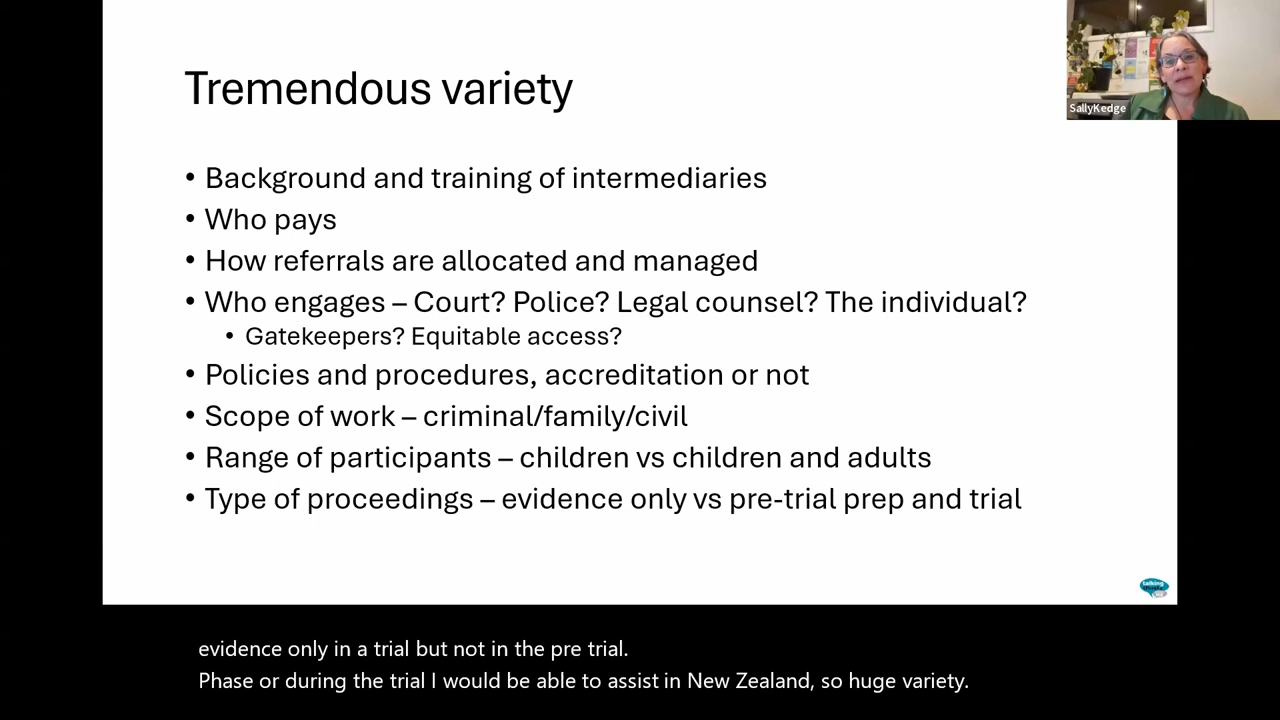 Tremendous variety
SallyKedge
• Background and training of intermediaries
• Who pays
• How referrals are allocated and managed
• Who engages – Court? Police? Legal counsel? The individual?
• Gatekeepers? Equitable access?
• Policies and procedures, accreditation or not
• Scope of work – criminal/family/civil
• Range of participants – children vs children and adults
• Type of proceedings – evidence only vs pre-trial prep and trial
talking
evidence only in a trial but not in the pre trial.
Phase or during the trial I would be able to assist in New Zealand, so huge variety.